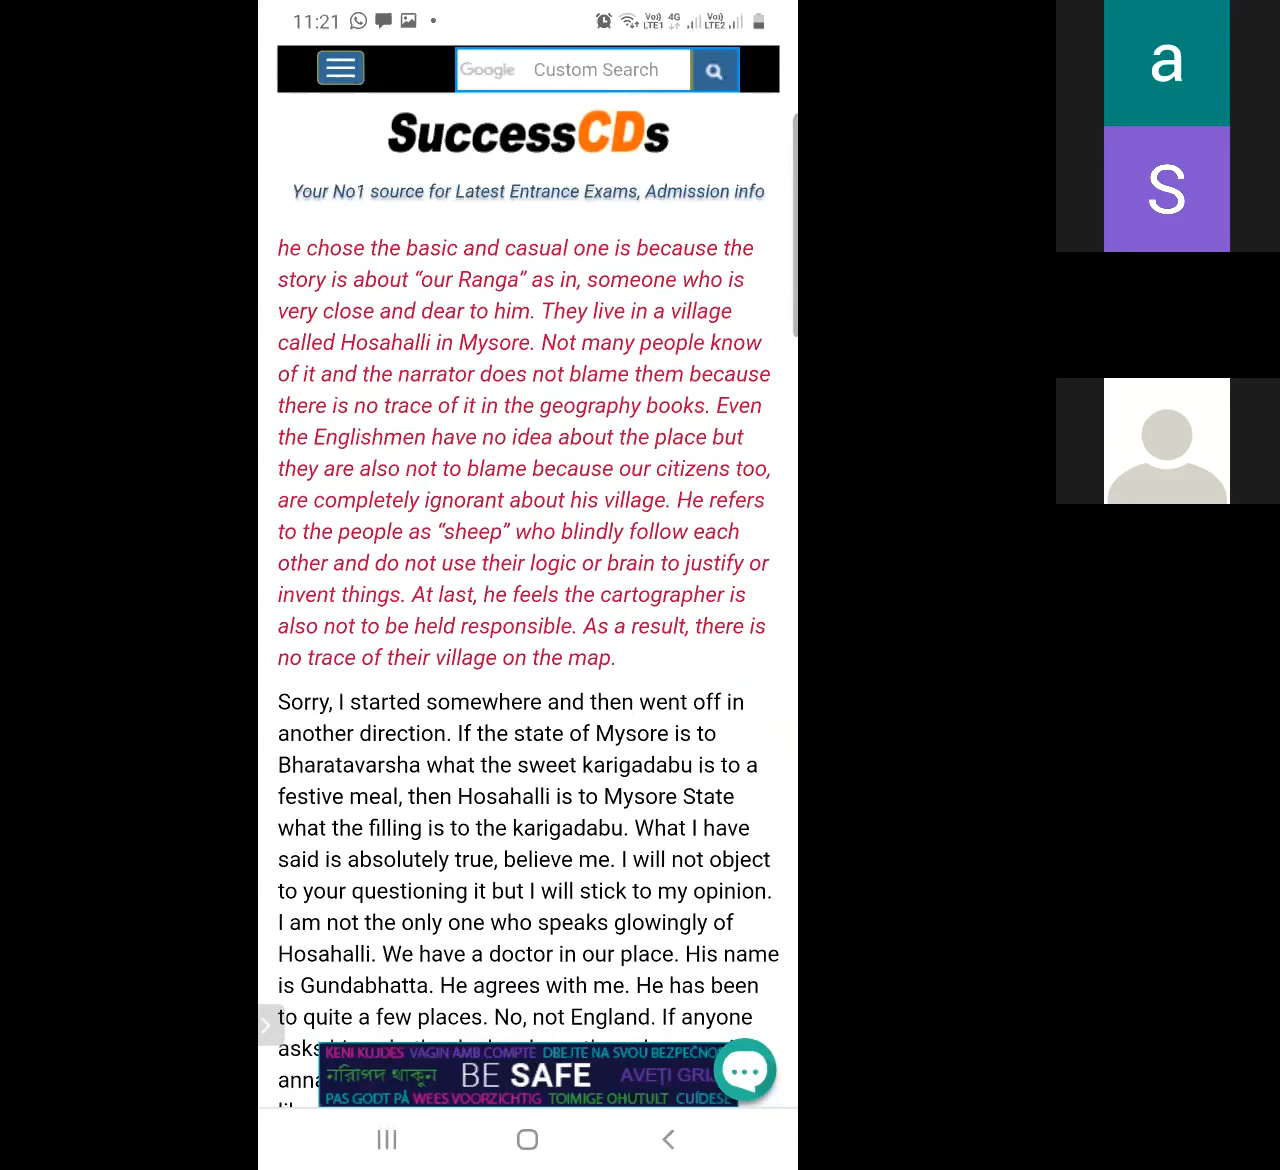 11:21
Vo)) 4G Vo))
LTE1 LTE2
Google Custom Search
SuccessCDs
Your No1 source for Latest Entrance Exams, Admission info
he chose the basic and casual one is because the
story is about “our Ranga” as in, someone who is
very close and dear to him. They live in a village
called Hosahalli in Mysore. Not many people know
of it and the narrator does not blame them because
there is no trace of it in the geography books. Even
the Englishmen have no idea about the place but
they are also not to blame because our citizens too,
are completely ignorant about his village. He refers
to the people as “sheep” who blindly follow each
other and do not use their logic or brain to justify or
invent things. At last, he feels the cartographer is
also not to be held responsible. As a result, there is
no trace of their village on the map.
Sorry, I started somewhere and then went off in
another direction. If the state of Mysore is to
Bharatavarsha what the sweet karigadabu is to a
festive meal, then Hosahalli is to Mysore State
what the filling is to the karigadabu. What I have
said is absolutely true, believe me. I will not object
to your questioning it but I will stick to my opinion.
I am not the only one who speaks glowingly of
Hosahalli. We have a doctor in our place. His name
is Gundabhatta. He agrees with me. He has been
to quite a few places. No, not England. If anyone
asks
anna
KENI KUJDES VAGIN AMB COMPTE DBEJTE NA SVOU BEZPEČNO
নিরাপদ থাকুন BE SAFE AVEȚI GRI
PAS GODT PÅ WEES VOORZICHTIG TOIMIGE OHUTULT CUÍDESE
a
S